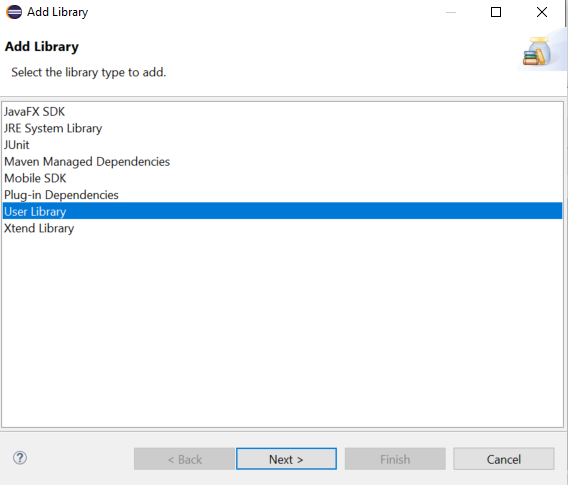 Add Library
Add Library
Select the library type to add.
JavaFX SDK
JRE System Library
JUnit
Maven Managed Dependencies
Mobile SDK
Plug-in Dependencies
User Library
Xtend Library
?
< Back
Next >
Finish
Cancel